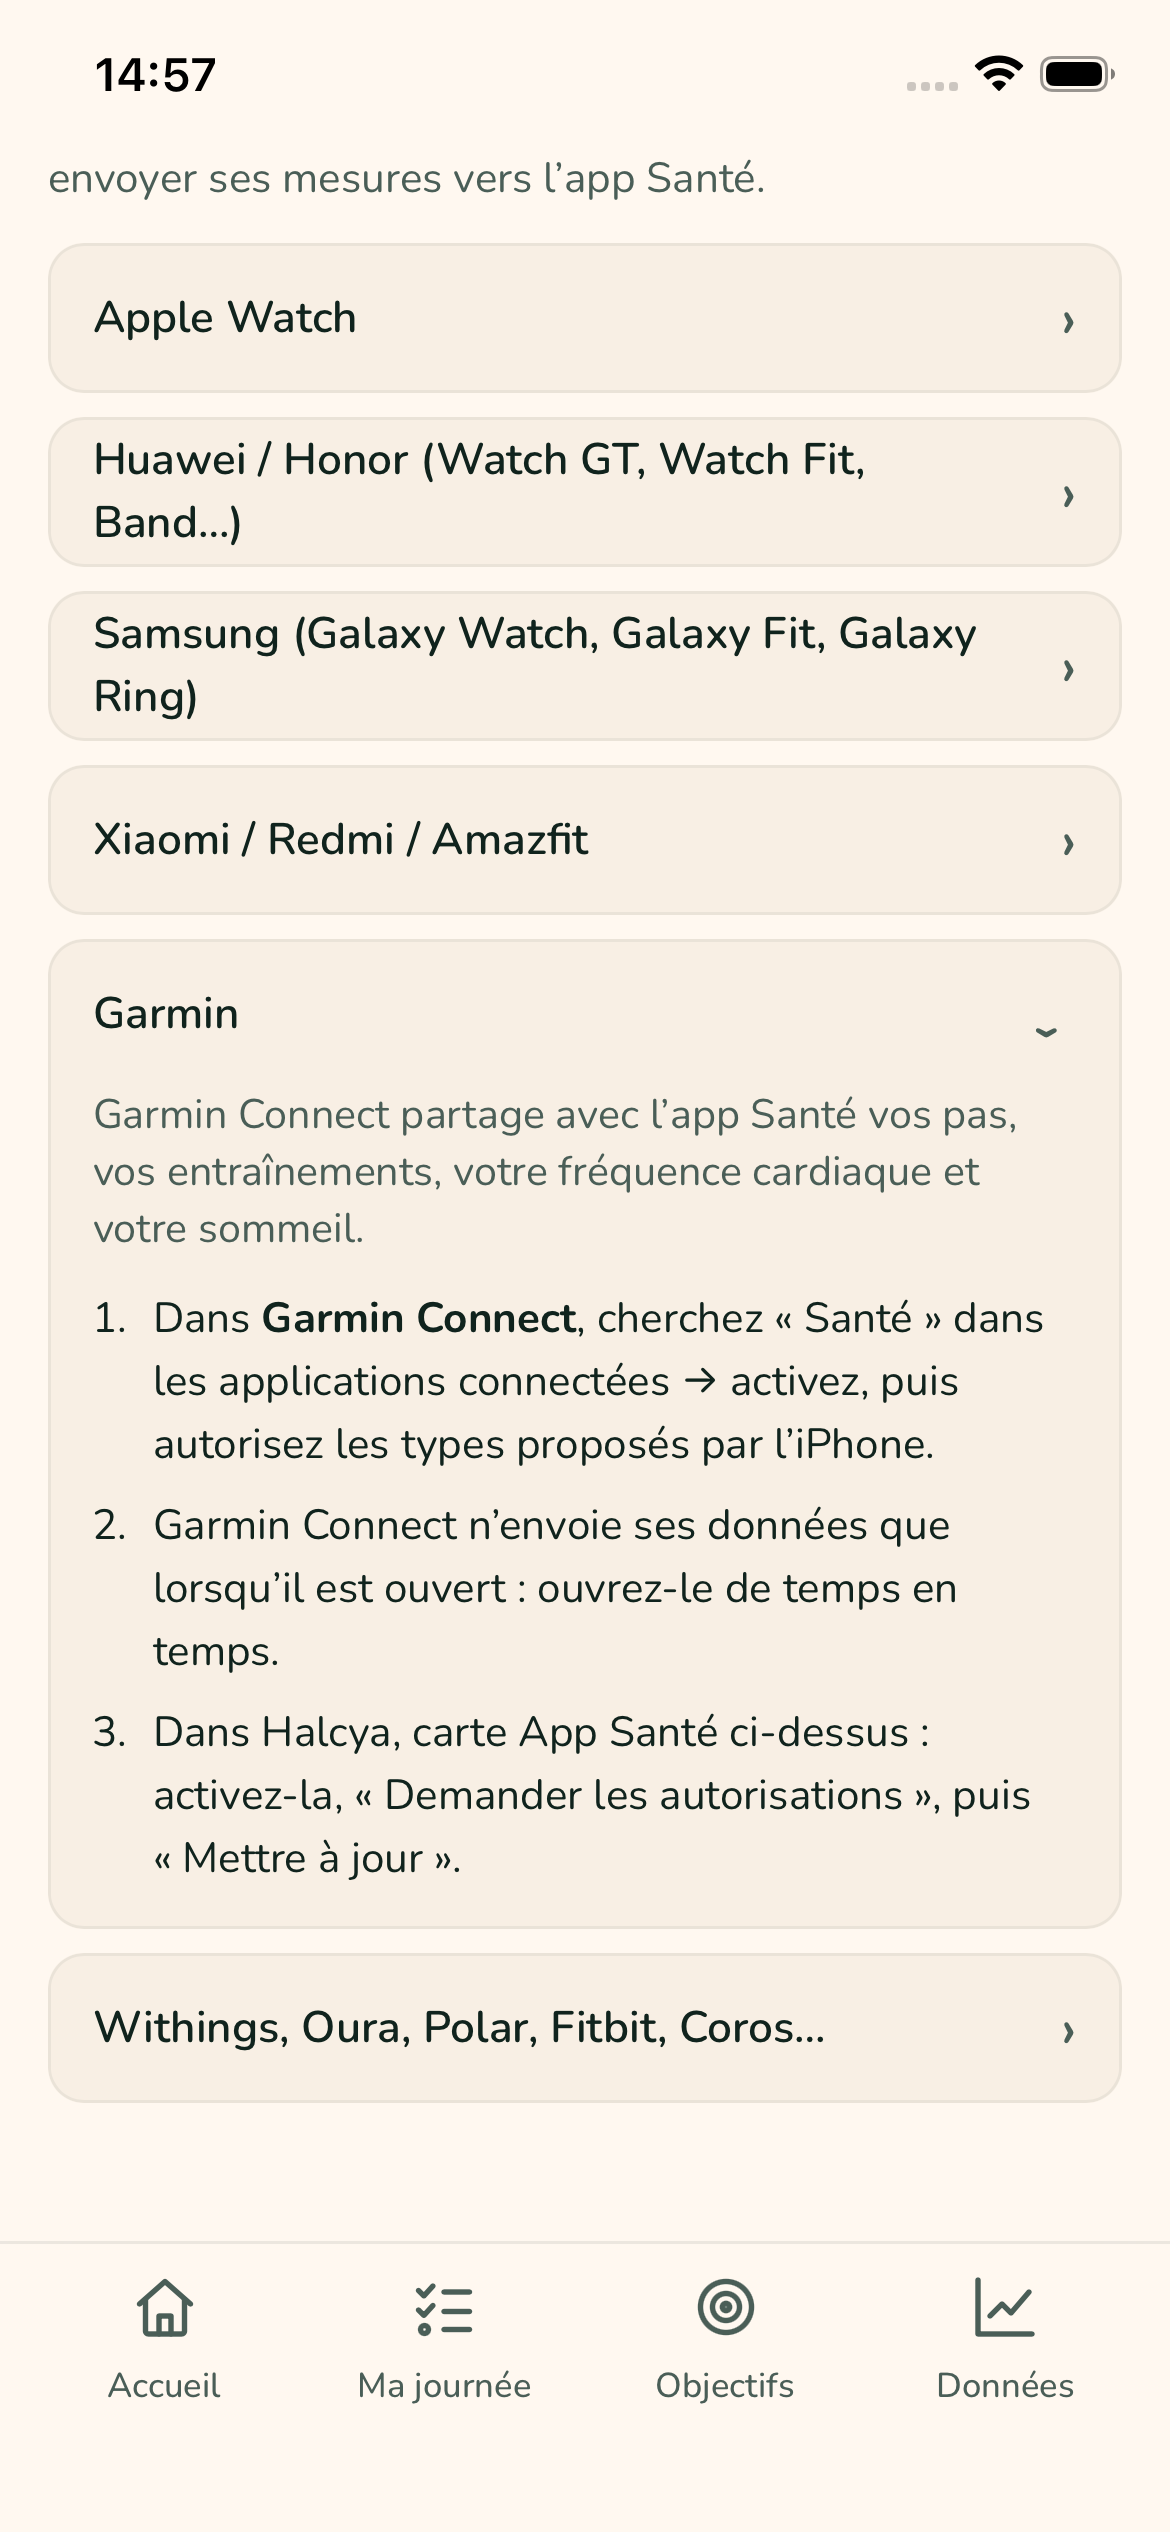 14:57
envoyer ses mesures vers l’app Santé.
Apple Watch
Huawei / Honor (Watch GT, Watch Fit,
Band…)
Samsung (Galaxy Watch, Galaxy Fit, Galaxy
Ring)
Xiaomi / Redmi / Amazfit
Garmin
Garmin Connect partage avec l’app Santé vos pas,
vos entraînements, votre fréquence cardiaque et
votre sommeil.
1. Dans Garmin Connect, cherchez « Santé » dans
les applications connectées → activez, puis
autorisez les types proposés par l’iPhone.
2. Garmin Connect n’envoie ses données que
lorsqu’il est ouvert : ouvrez-le de temps en
temps.
3. Dans Halcya, carte App Santé ci-dessus :
activez-la, « Demander les autorisations », puis
« Mettre à jour ».
Withings, Oura, Polar, Fitbit, Coros…
Accueil
Ma journée
Objectifs
Données